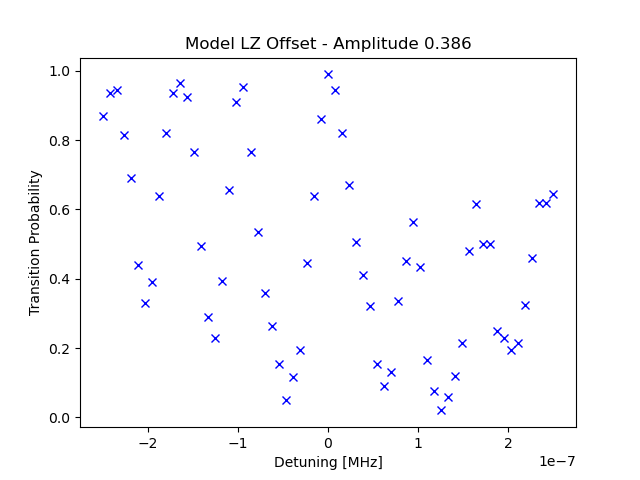 Model LZ Offset - Amplitude 0.386
1.0
0.8
0.6
0.4
0.2
0.0
Transition Probability
−2
−1
0
1
2
Detuning [MHz]
1e−7